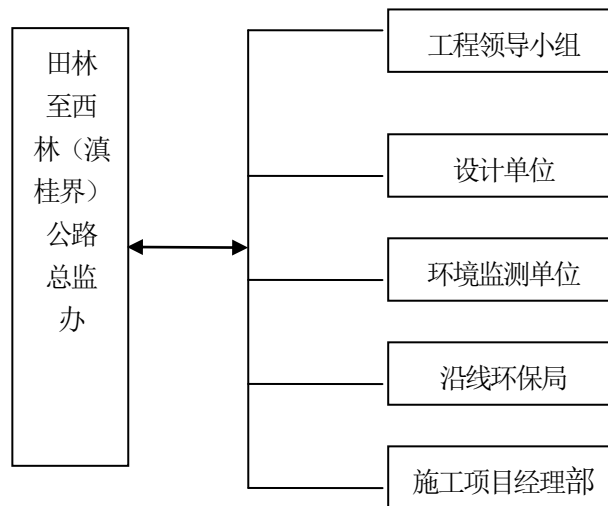 田林
至西
林（滇
桂界）
公路
总监
办
工程领导小组
设计单位
环境监测单位
沿线环保局
施工项目经理部